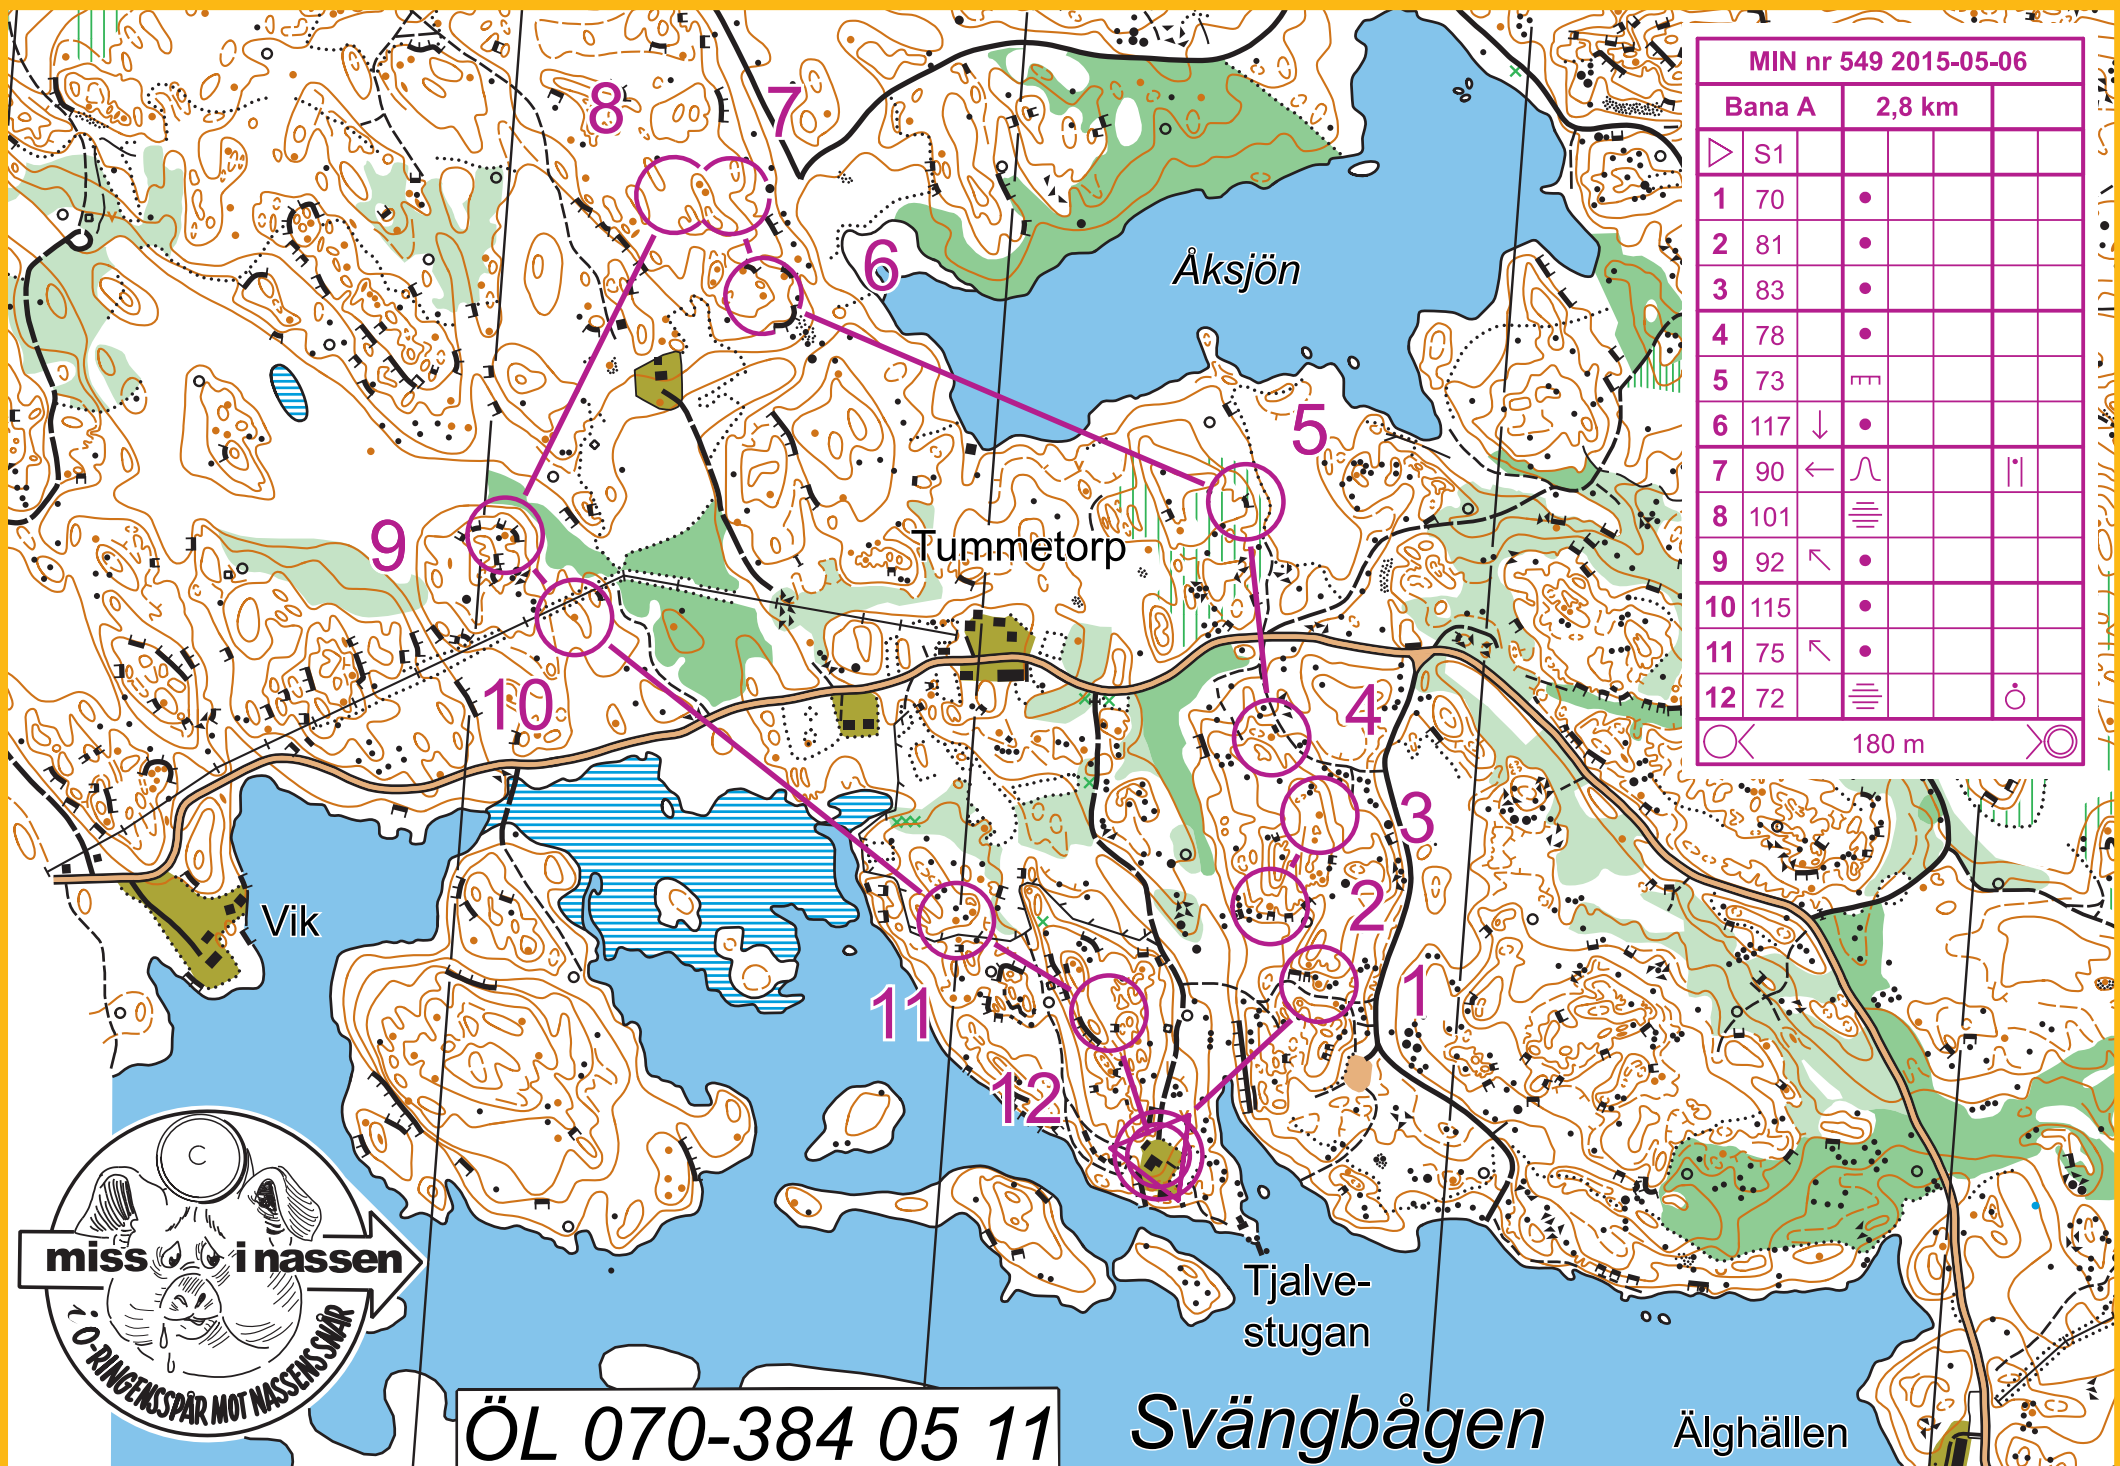 MIN nr 549 2015-05-06
Bana A 2,8 km
S1
1 70
2 81
3 83
4 78
5 73
6 117
7 90
8 101
9 92
10 115
11 75
12 72
180 m
8
7
6
Åksjön
5
9
Tummetorp
10
4
3
Vik
2
11
1
12
C
miss i nassen
i O-RINGENSSPÅR MOT NASSENS SNÅR
Tjalve-
stugan
ÖL 070-384 05 11
Svängbågen
Älghällen